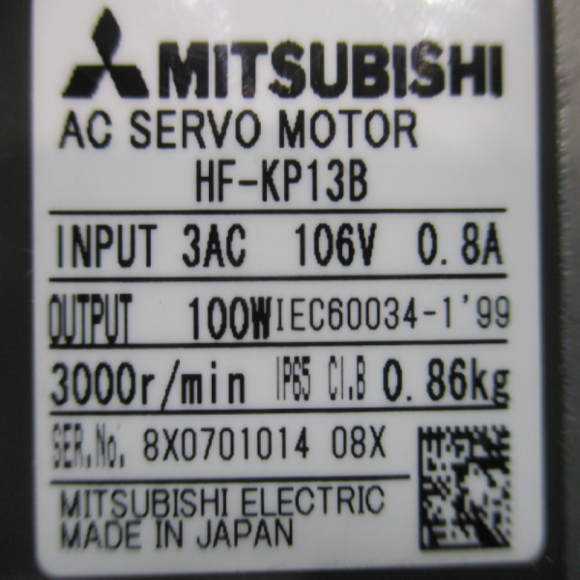 MITSUBISHI
AC SERVO MOTOR
HF-KP13B
INPUT 3AC 106V 0.8A
OUTPUT 100W IEC60034-1'99
3000r/min IP65 Cl.B 0.86kg
SER.No. 8X0701014 08X
MITSUBISHI ELECTRIC
MADE IN JAPAN